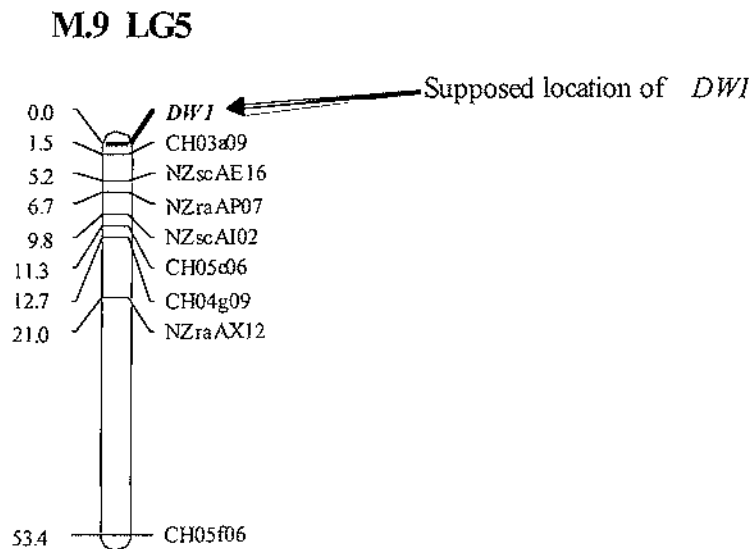 M.9 LG5
Supposed location of DW1
0.0 DW1
1.5 CH03a09
5.2 NZscAE16
6.7 NZraAP07
9.8 NZscAI02
11.3 CH05c06
12.7 CH04g09
21.0 NZraAX12
53.4 CH05f06